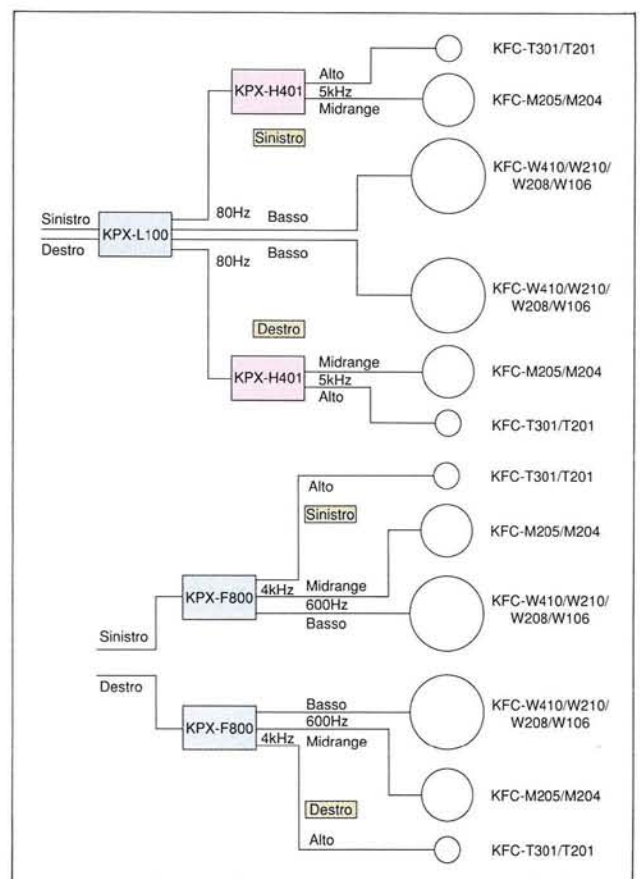 KFC-T301/T201
Alto
KPX-H401
5kHz
Midrange
KFC-M205/M204
Sinistro
KFC-W410/W210/
W208/W106
80Hz
Basso
Sinistro
KPX-L100
Destro
80Hz
Basso
KFC-W410/W210/
W208/W106
Destro
Midrange
KPX-H401
5kHz
Alto
KFC-M205/M204
KFC-T301/T201
KFC-T301/T201
Alto
Sinistro
KFC-M205/M204
KPX-F800
4kHz
Midrange
600Hz
Basso
KFC-W410/W210/
W208/W106
Sinistro
Destro
Basso
KPX-F800
600Hz
4kHz
Midrange
KFC-W410/W210/
W208/W106
KFC-M205/M204
Destro
Alto
KFC-T301/T201